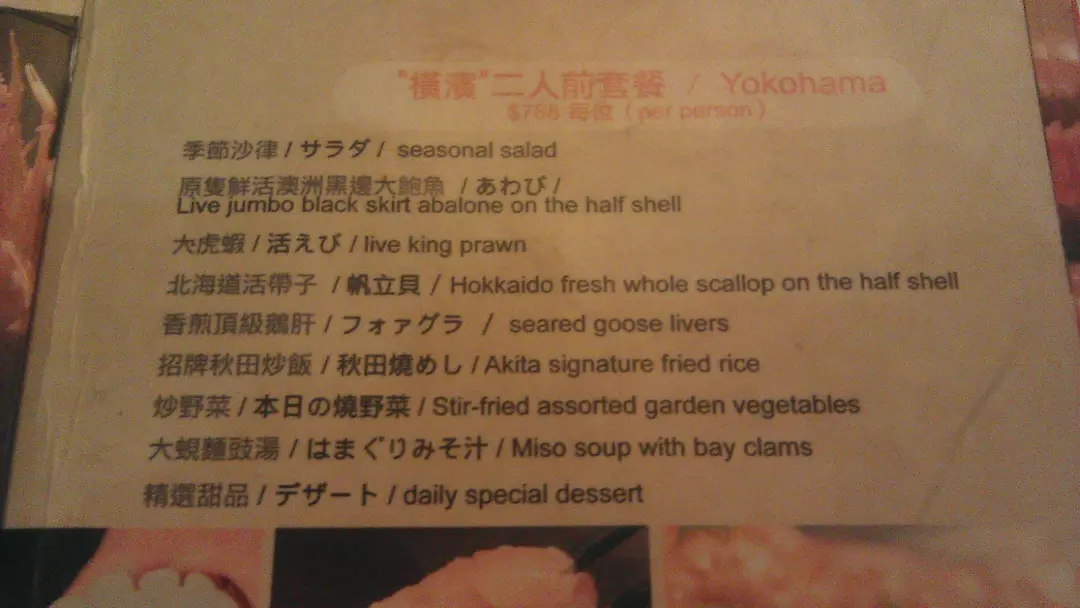 "橫濱"二人前套餐 / Yokohama
$788 每位 (per person)
季節沙律 / サラダ / seasonal salad
原隻鮮活澳洲黑邊大鮑魚 / あわび /
Live jumbo black skirt abalone on the half shell
大虎蝦 / 活えび / live king prawn
北海道活帶子 / 帆立貝 / Hokkaido fresh whole scallop on the half shell
香煎頂級鵝肝 / フォァグラ / seared goose livers
招牌秋田炒飯 / 秋田燒めし / Akita signature fried rice
炒野菜 / 本日の燒野菜 / Stir-fried assorted garden vegetables
大蜆麵豉湯 / はまぐりみそ汁 / Miso soup with bay clams
精選甜品 / デザート / daily special dessert